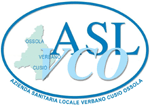 ASL
VCO
OSSOLA
VERBANO
CUSIO
AZIENDA SANITARIA LOCALE VERBANO CUSIO OSSOLA